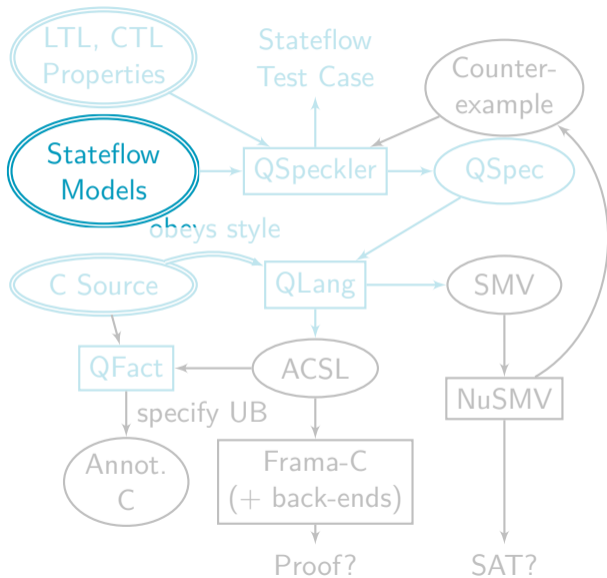 LTL, CTL
Properties
Stateflow
Test Case
Counter-
example
Stateflow
Models
QSpeckler
QSpec
obeys style
C Source
QLang
SMV
QFact
ACSL
NuSMV
specify UB
Annot.
C
Frama-C
(+ back-ends)
Proof?
SAT?